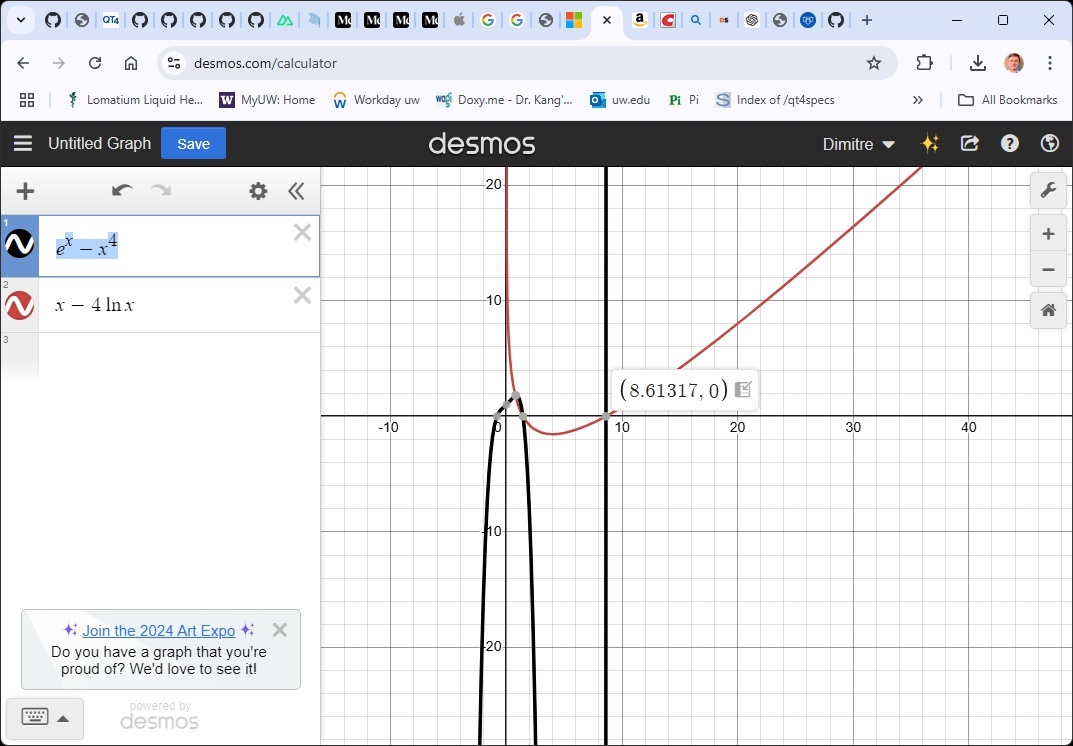 QT4
desmos.com/calculator
Lomatium Liquid He...
MyUW: Home
Workday uw
Doxy.me - Dr. Kang'...
uw.edu
Pi Pi
Index of /qt4specs
»
All Bookmarks
Untitled Graph
Save
desmos
Dimitre
1
e^x − x^4
2
x − 4 ln x
3
20
10
-10
0
10
20
30
40
-10
-20
(8.61317, 0)
Join the 2024 Art Expo
Do you have a graph that you're
proud of? We'd love to see it!
powered by
desmos